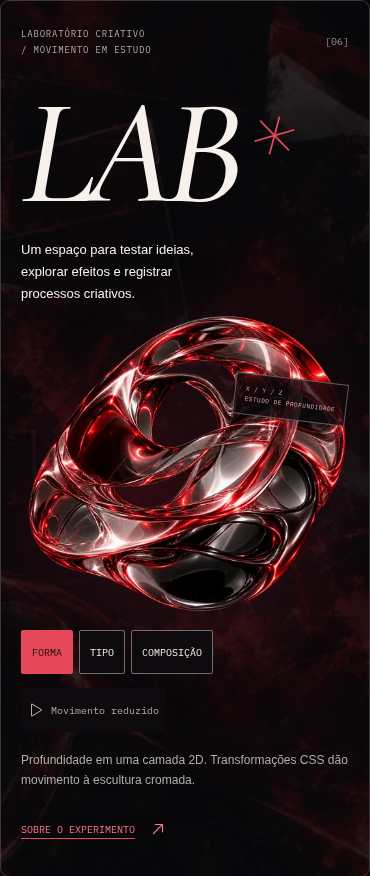 LABORATÓRIO CRIATIVO
/ MOVIMENTO EM ESTUDO
[06]
LAB*
Um espaço para testar ideias,
explorar efeitos e registrar
processos criativos.
X / Y / Z
ESTUDO DE PROFUNDIDADE
FORMA
TIPO
COMPOSIÇÃO
Movimento reduzido
Profundidade em uma camada 2D. Transformações CSS dão
movimento à escultura cromada.
SOBRE O EXPERIMENTO